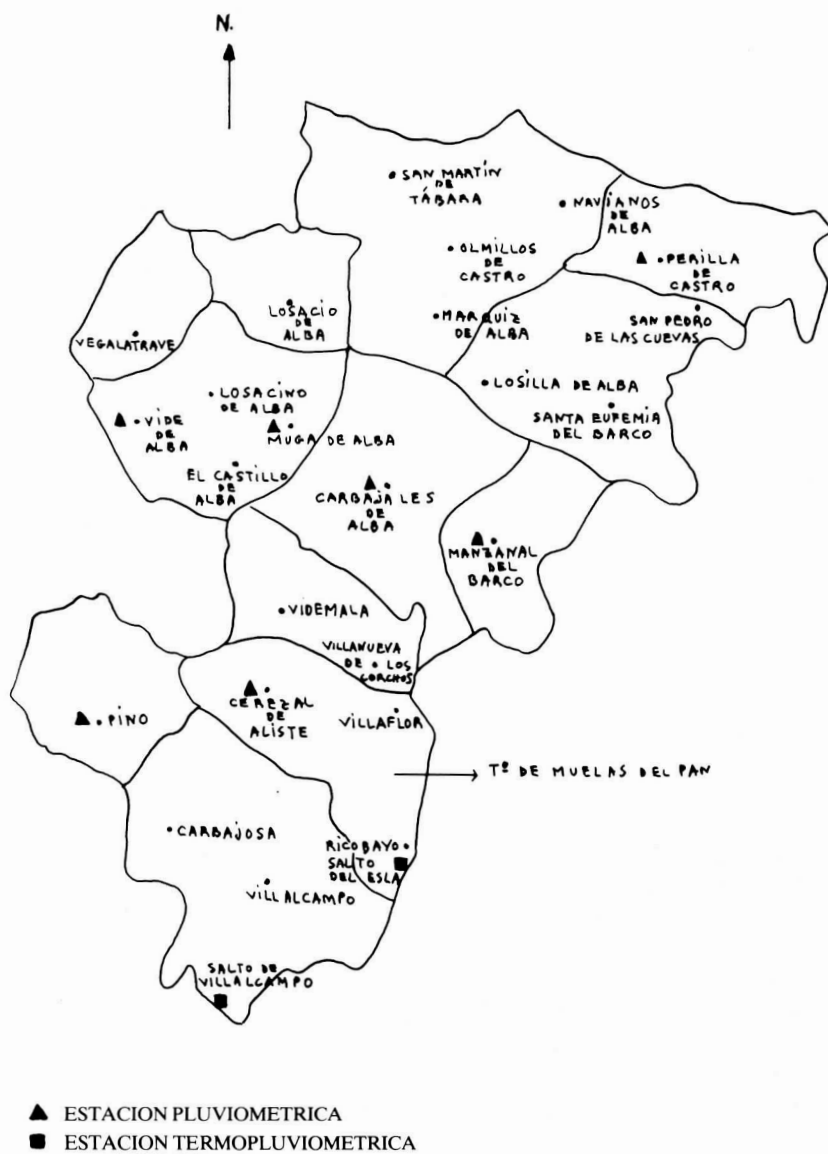 N.
SAN MARTÍN
DE
TÁBARA
NAVIANOS
DE
ALBA
OLMILLOS
DE
CASTRO
PERILLA
DE
CASTRO
LOSACIO
DE
ALBA
MARQUIZ
DE ALBA
SAN PEDRO
DE LAS CUEVAS
VEGALATRAVE
LOSILLA DE ALBA
LOSACINO
DE ALBA
SANTA EUFEMIA
DEL BARCO
VIDE
DE
ALBA
MUGA DE ALBA
EL CASTILLO
DE
ALBA
CARBAJALES
DE
ALBA
MANZANAL
DEL
BARCO
VIDEMALA
VILLANUEVA
DE LOS
CORCHOS
CEREZAL
DE
ALISTE
VILLAFLOR
PINO
Tº DE MUELAS DEL PAN
CARBAJOSA
RICOBAYO
SALTO
DEL ESLA
VILLALCAMPO
SALTO DE
VILLALCAMPO
ESTACION PLUVIOMETRICA
ESTACION TERMOPLUVIOMETRICA